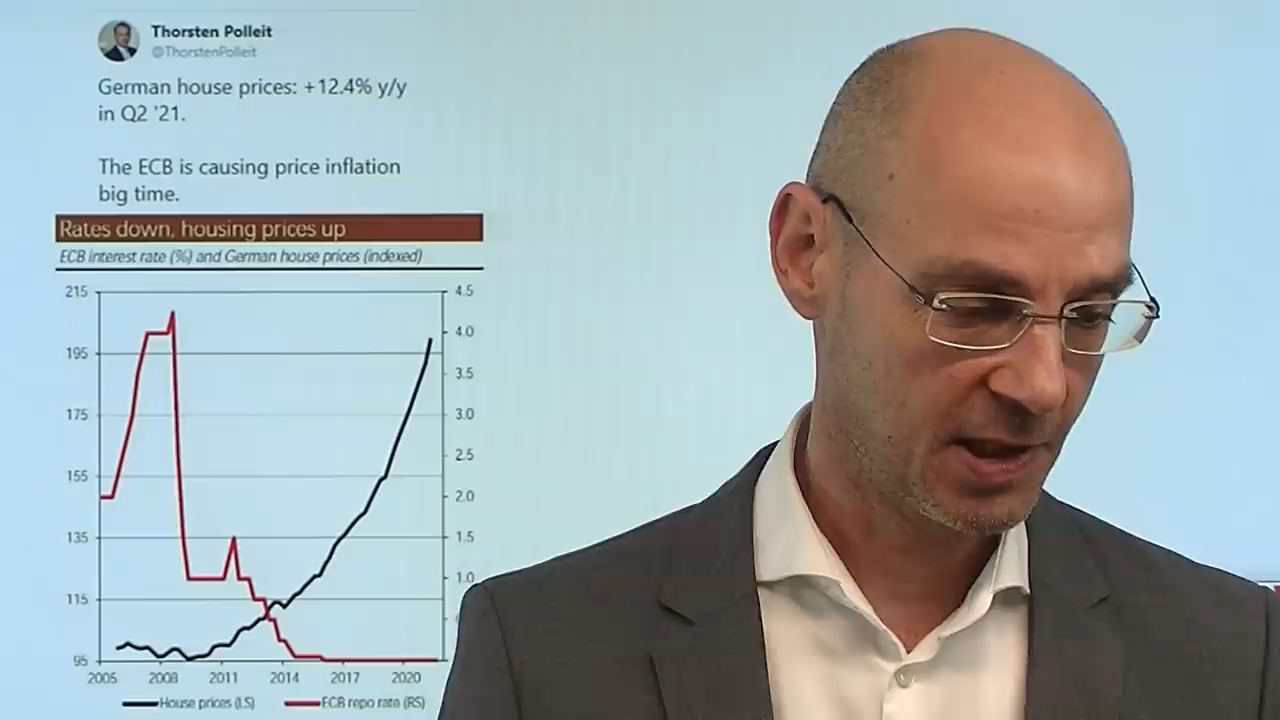 Thorsten Polleit
@ThorstenPolleit
German house prices: +12.4% y/y
in Q2 '21.
The ECB is causing price inflation
big time.
Rates down, housing prices up
ECB interest rate (%) and German house prices (indexed)
215
195
175
155
135
115
95
4.5
4.0
3.5
3.0
2.5
2.0
1.5
1.0
2005 2008 2011 2014 2017 2020
House prices (LS) ECB repo rate (RS)